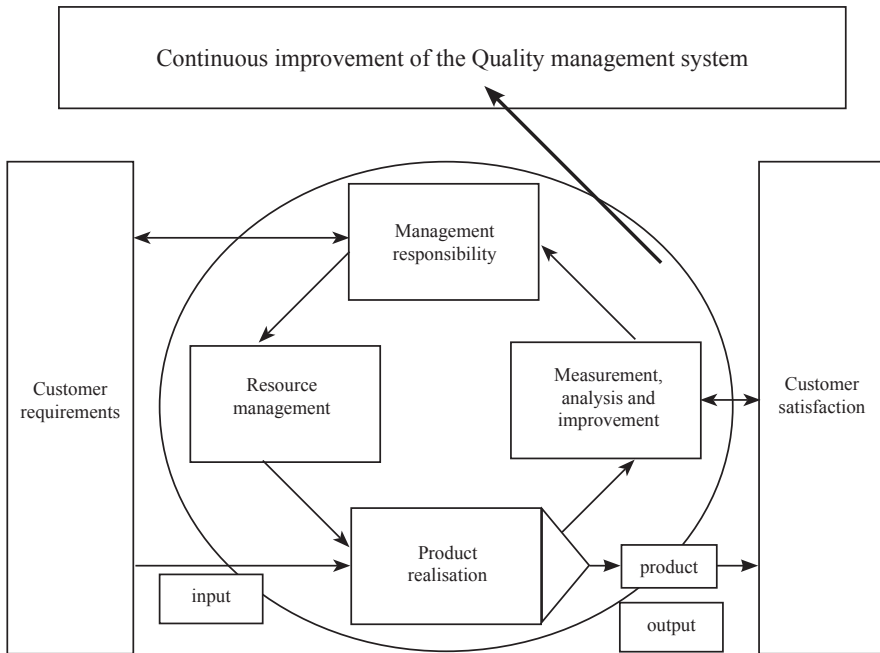 Continuous improvement of the Quality management system
Management
responsibility
Customer
requirements
Resource
management
Measurement,
analysis and
improvement
Customer
satisfaction
Product
realisation
product
input
output